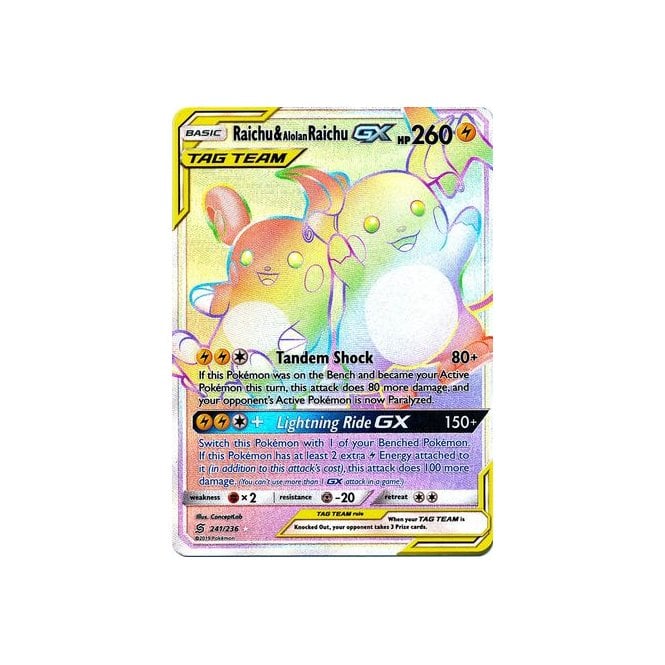 BASIC Raichu & Alolan Raichu GX HP 260
TAG TEAM
Tandem Shock 80+
If this Pokémon was on the Bench and became your Active
Pokémon this turn, this attack does 80 more damage, and
your opponent's Active Pokémon is now Paralyzed.
+ Lightning Ride GX 150+
Switch this Pokémon with 1 of your Benched Pokémon.
If this Pokémon has at least 2 extra Energy attached to
it (in addition to this attack's cost), this attack does 100 more
damage. (You can't use more than 1 GX attack in a game.)
weakness ×2 resistance -20 retreat
Illus. ConceptLab
TAG TEAM rule
When your TAG TEAM is
Knocked Out, your opponent takes 3 Prize cards.
241/236
©2019 Pokémon